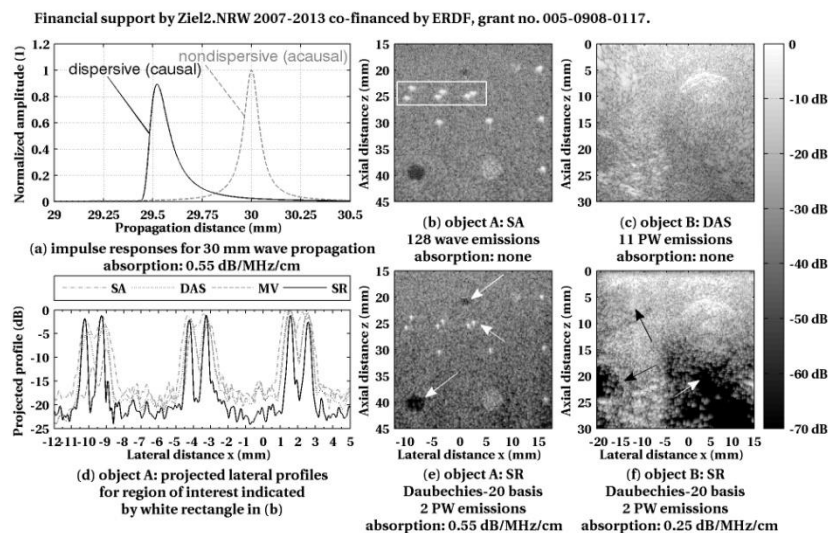 Financial support by Ziel2.NRW 2007-2013 co-financed by ERDF, grant no. 005-0908-0117.
Normalized amplitude (1)
1.2
1
0.8
0.6
0.4
0.2
0
dispersive (causal)
nondispersive (acausal)
29 29.25 29.5 29.75 30 30.25 30.5
Propagation distance (mm)
(a) impulse responses for 30 mm wave propagation
absorption: 0.55 dB/MHz/cm
Axial distance z (mm)
15
20
25
30
35
40
45
(b) object A: SA
128 wave emissions
absorption: none
Axial distance z (mm)
0
5
10
15
20
25
30
(c) object B: DAS
11 PW emissions
absorption: none
0
-10 dB
-20 dB
-30 dB
-40 dB
-50 dB
-60 dB
-70 dB
SA DAS MV SR
Projected profile (dB)
0
-5
-10
-15
-20
-25
-12 -11 -10 -9 -8 -7 -6 -5 -4 -3 -2 -1 0 1 2 3 4 5
Lateral distance x (mm)
(d) object A: projected lateral profiles
for region of interest indicated
by white rectangle in (b)
Axial distance z (mm)
15
20
25
30
35
40
45
-10 -5 0 5 10 15
Lateral distance x (mm)
(e) object A: SR
Daubechies-20 basis
2 PW emissions
absorption: 0.55 dB/MHz/cm
Axial distance z (mm)
0
5
10
15
20
25
30
-20 -15 -10 -5 0 5 10 15
Lateral distance x (mm)
(f) object B: SR
Daubechies-20 basis
2 PW emissions
absorption: 0.25 dB/MHz/cm